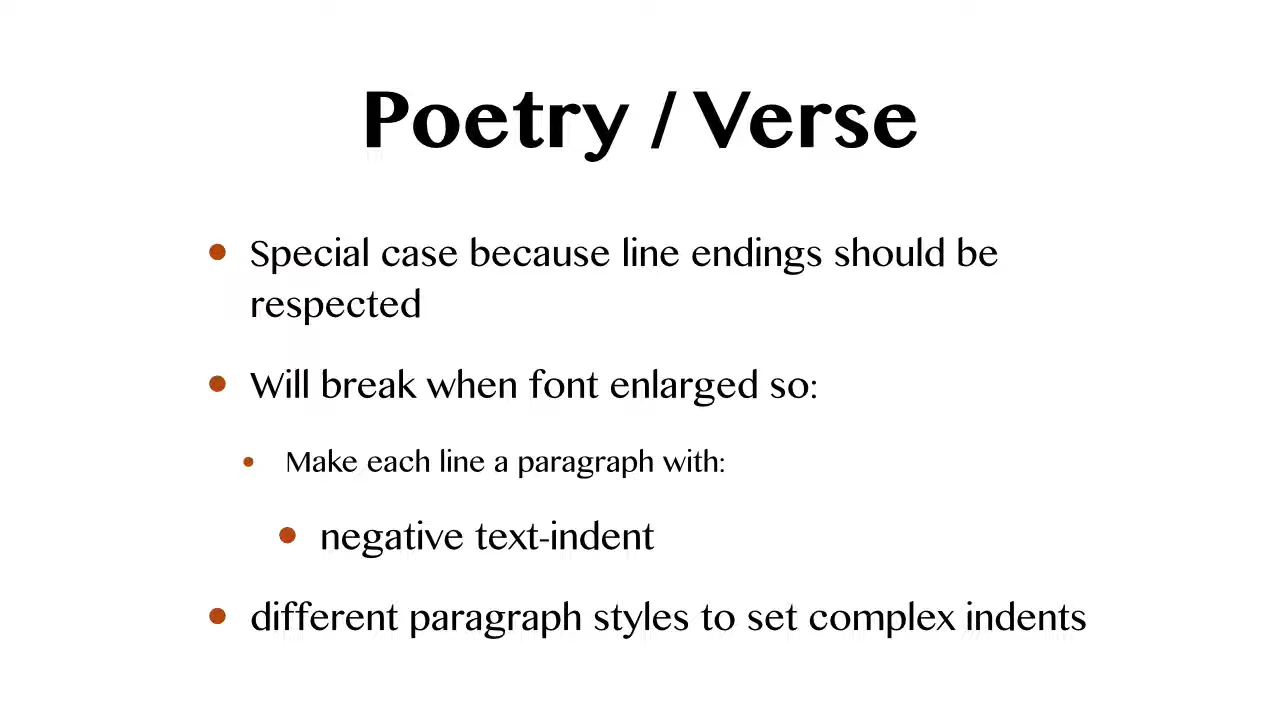 Poetry / Verse
• Special case because line endings should be
respected
• Will break when font enlarged so:
• Make each line a paragraph with:
• negative text-indent
• different paragraph styles to set complex indents